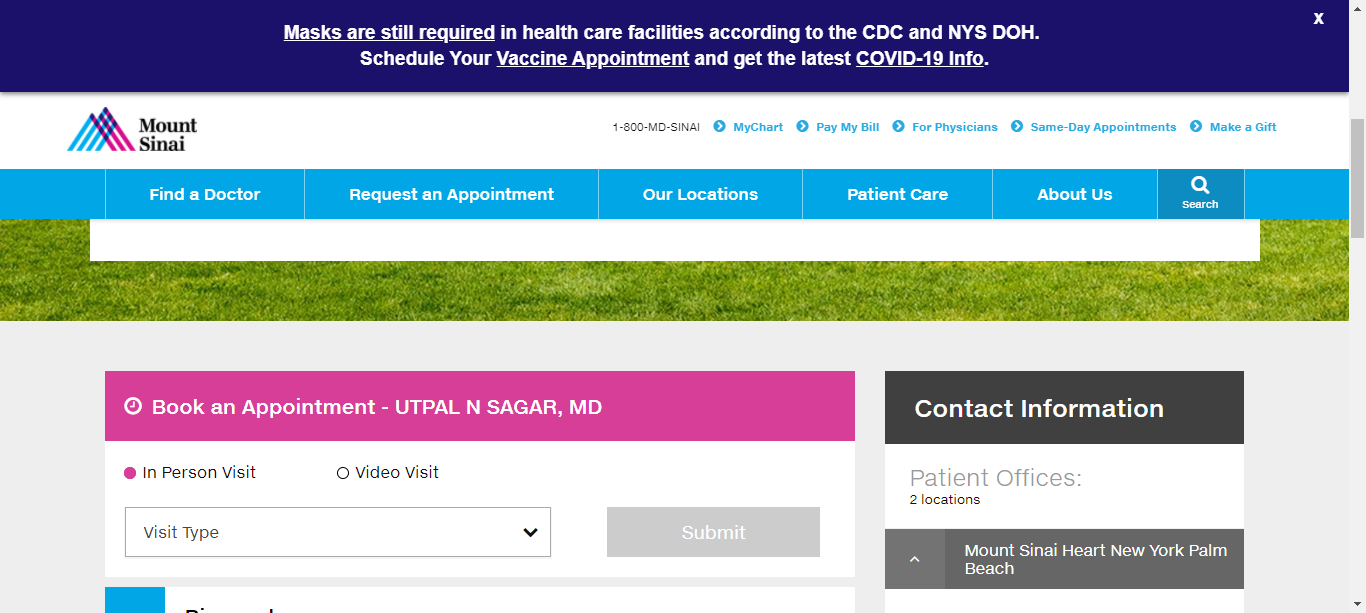 Masks are still required in health care facilities according to the CDC and NYS DOH.
X
Schedule Your Vaccine Appointment and get the latest COVID-19 Info.
Mount
Sinai
1-800-MD-SINAI MyChart Pay My Bill For Physicians Same-Day Appointments Make a Gift
Find a Doctor Request an Appointment Our Locations Patient Care About Us Search
Book an Appointment - UTPAL N SAGAR, MD
In Person Visit Video Visit
Visit Type
Submit
Contact Information
Patient Offices:
2 locations
Mount Sinai Heart New York Palm
Beach